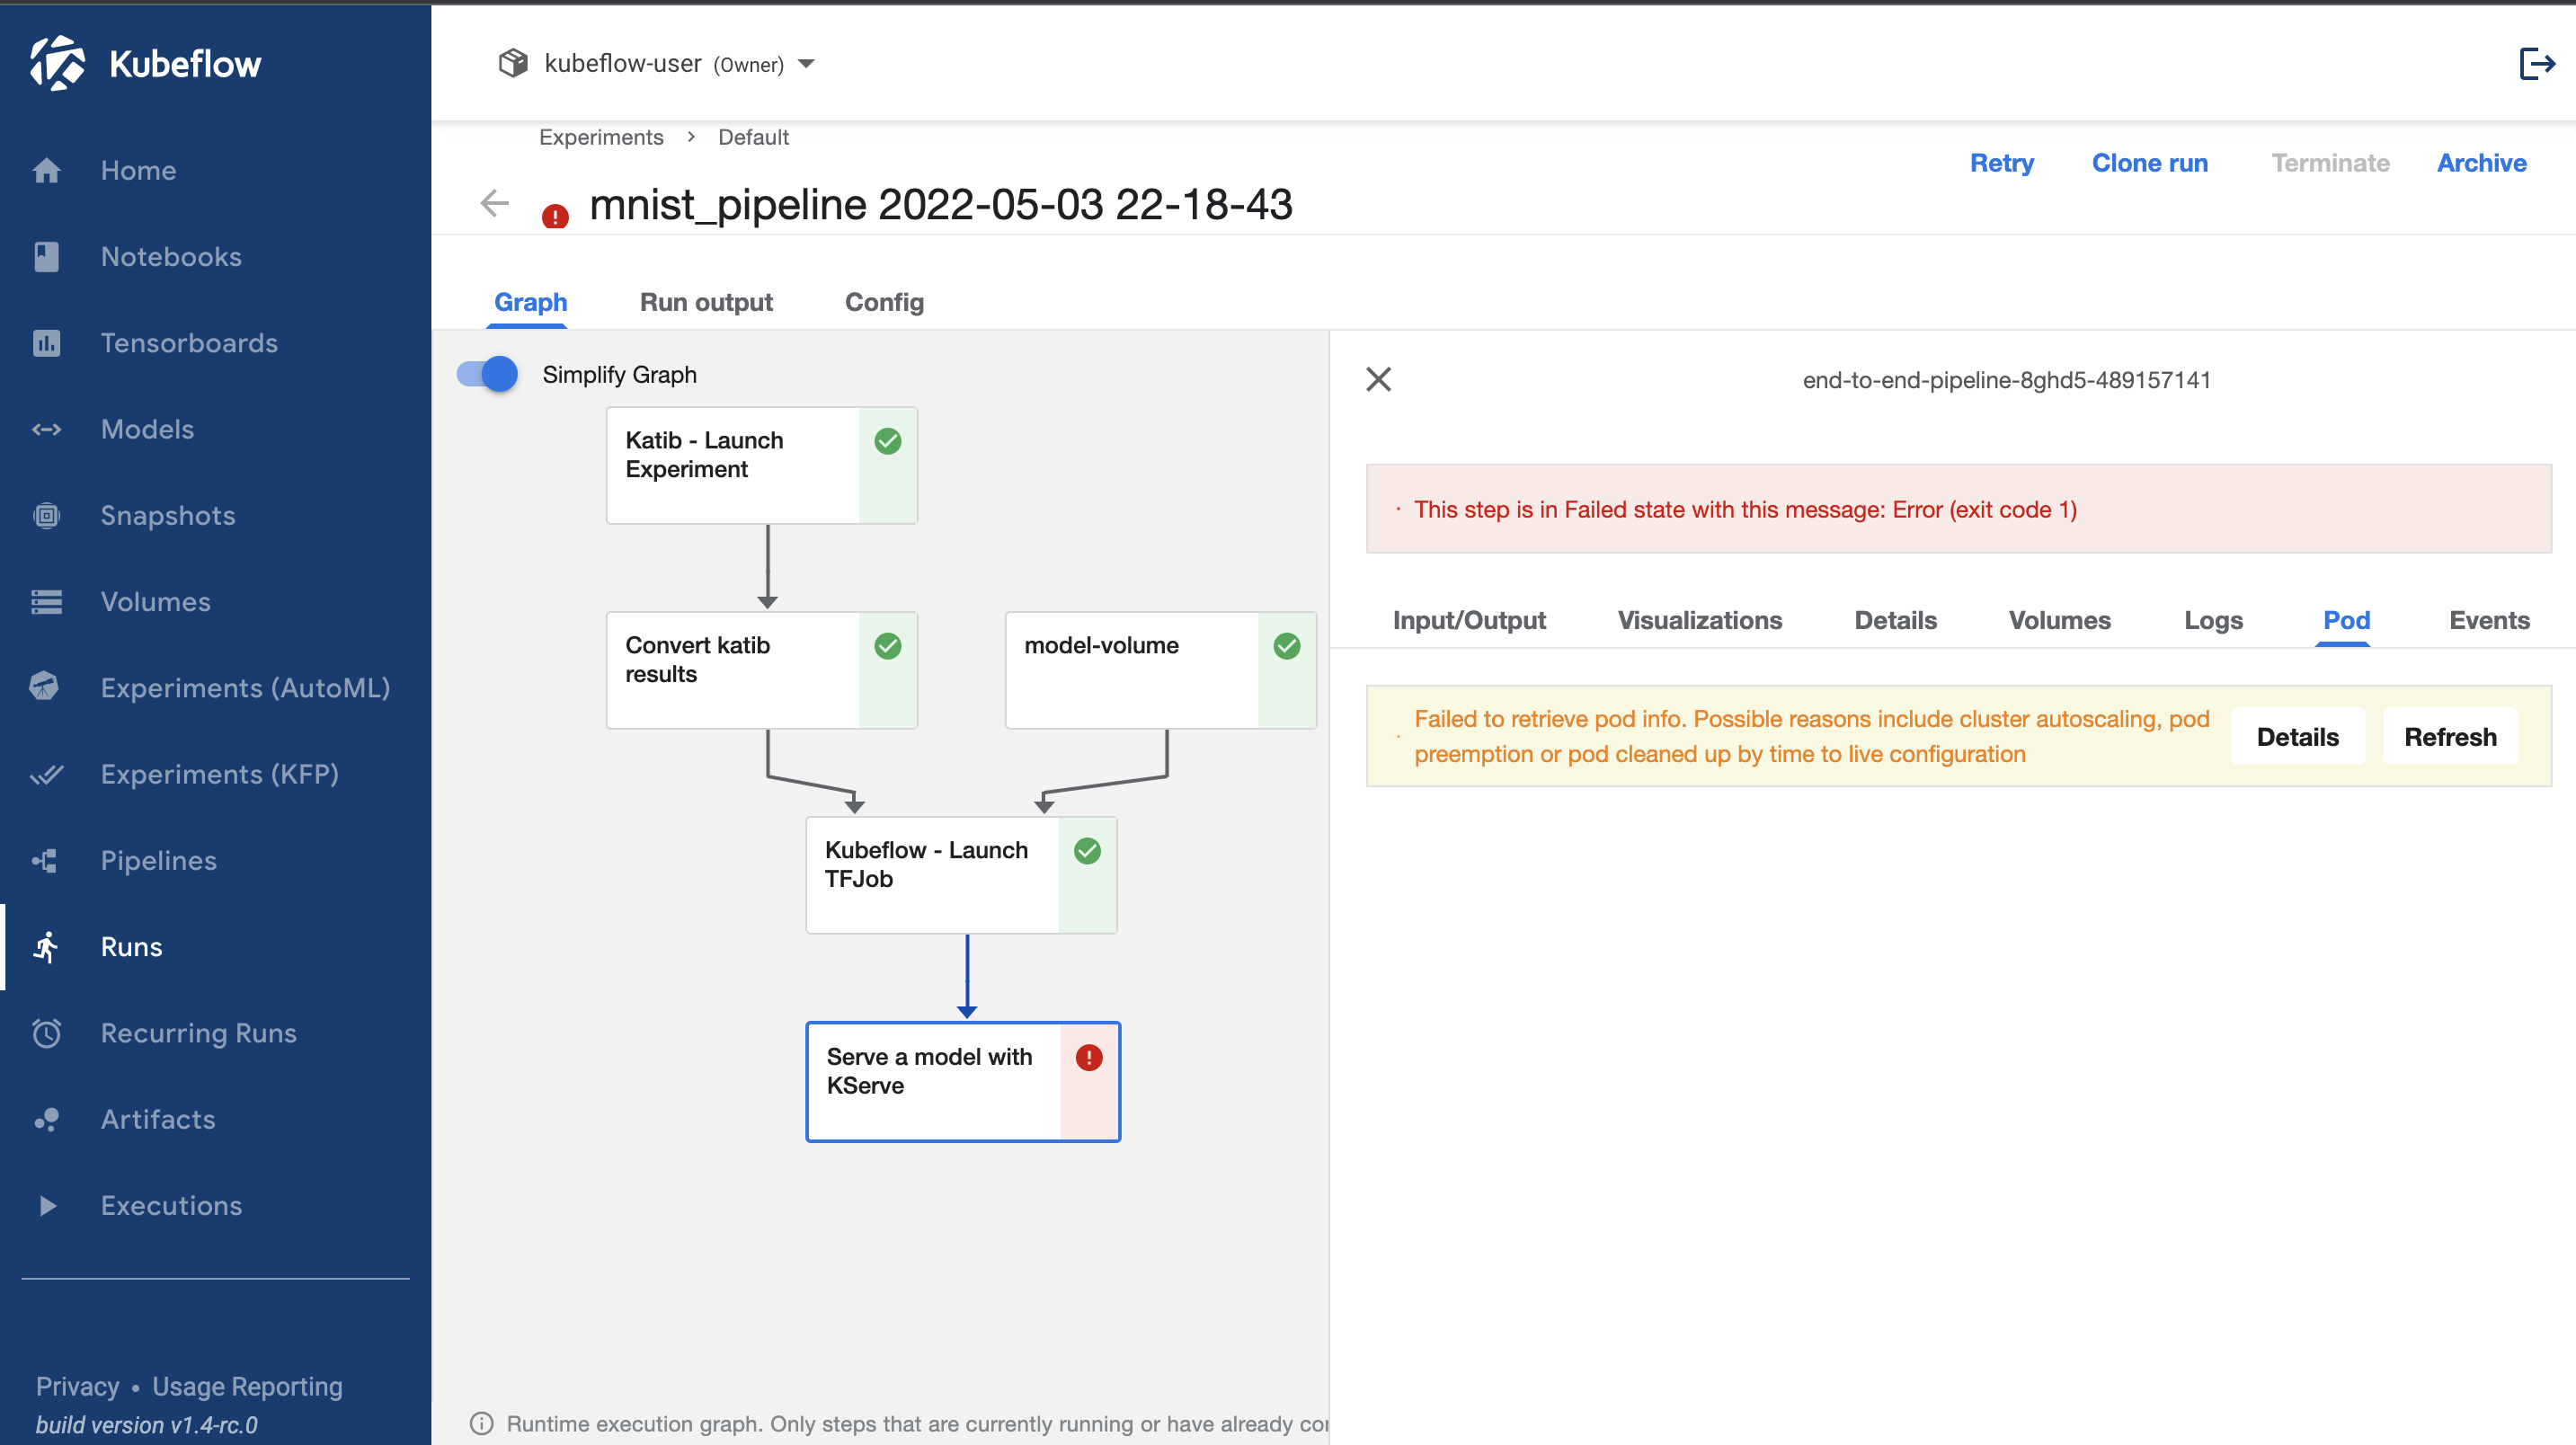 Kubeflow
Home
Notebooks
Tensorboards
Models
Snapshots
Volumes
Experiments (AutoML)
Experiments (KFP)
Pipelines
Runs
Recurring Runs
Artifacts
Executions
Privacy • Usage Reporting
build version v1.4-rc.0
kubeflow-user (Owner)
Experiments > Default
mnist_pipeline 2022-05-03 22-18-43
Retry Clone run Terminate Archive
Graph Run output Config
Simplify Graph
Katib - Launch
Experiment
Convert katib
results
model-volume
Kubeflow - Launch
TFJob
Serve a model with
KServe
Runtime execution graph. Only steps that are currently running or have already cor
end-to-end-pipeline-8ghd5-489157141
· This step is in Failed state with this message: Error (exit code 1)
Input/Output Visualizations Details Volumes Logs Pod Events
Failed to retrieve pod info. Possible reasons include cluster autoscaling, pod
preemption or pod cleaned up by time to live configuration
Details Refresh